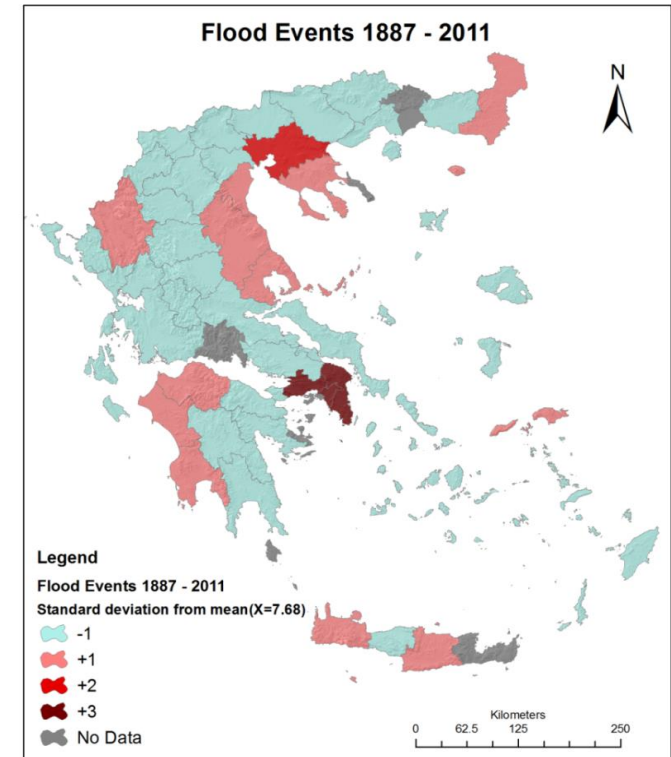 Flood Events 1887 - 2011
N
Legend
Flood Events 1887 - 2011
Standard deviation from mean(X=7.68)
-1
+1
+2
+3
No Data
Kilometers
0 62.5 125 250